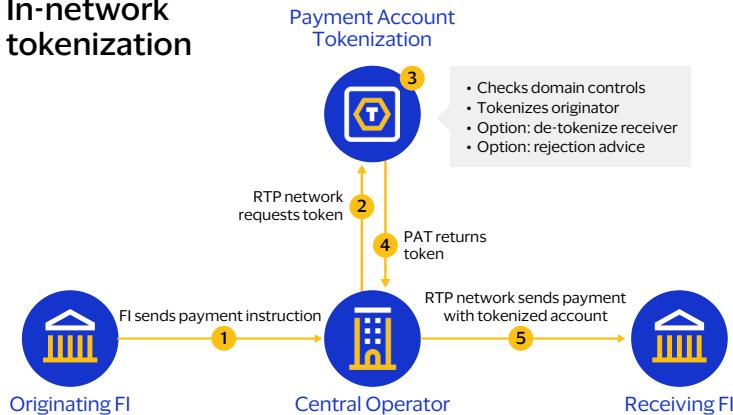 In-network
tokenization
Payment Account
Tokenization
3
• Checks domain controls
• Tokenizes originator
• Option: de-tokenize receiver
• Option: rejection advice
T
RTP network
requests token
2
4
PAT returns
token
FI sends payment instruction
1
RTP network sends payment
with tokenized account
5
Originating FI
Central Operator
Receiving FI